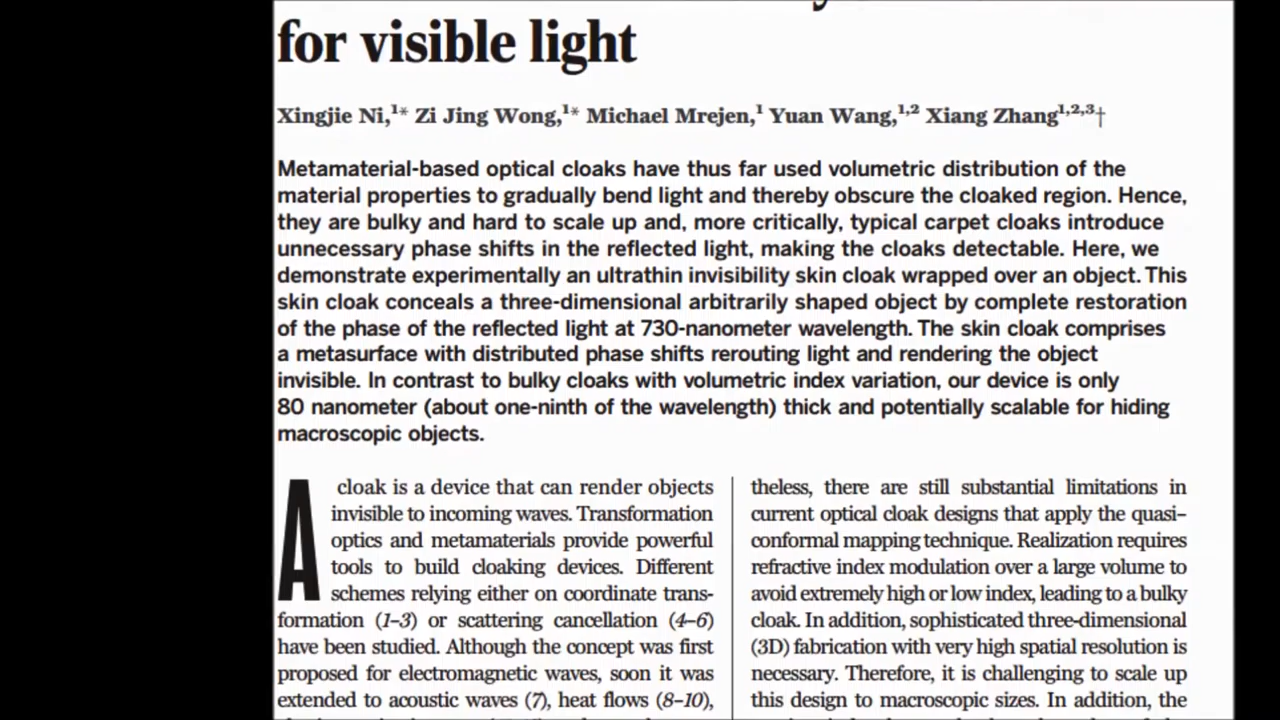 for visible light
Xingjie Ni,¹* Zi Jing Wong,¹* Michael Mrejen,¹ Yuan Wang,¹,² Xiang Zhang¹,²,³†
Metamaterial-based optical cloaks have thus far used volumetric distribution of the
material properties to gradually bend light and thereby obscure the cloaked region. Hence,
they are bulky and hard to scale up and, more critically, typical carpet cloaks introduce
unnecessary phase shifts in the reflected light, making the cloaks detectable. Here, we
demonstrate experimentally an ultrathin invisibility skin cloak wrapped over an object. This
skin cloak conceals a three-dimensional arbitrarily shaped object by complete restoration
of the phase of the reflected light at 730-nanometer wavelength. The skin cloak comprises
a metasurface with distributed phase shifts rerouting light and rendering the object
invisible. In contrast to bulky cloaks with volumetric index variation, our device is only
80 nanometer (about one-ninth of the wavelength) thick and potentially scalable for hiding
macroscopic objects.
A cloak is a device that can render objects
invisible to incoming waves. Transformation
optics and metamaterials provide powerful
tools to build cloaking devices. Different
schemes relying either on coordinate trans-
formation (1–3) or scattering cancellation (4–6)
have been studied. Although the concept was first
proposed for electromagnetic waves, soon it was
extended to acoustic waves (7), heat flows (8–10),
theless, there are still substantial limitations in
current optical cloak designs that apply the quasi–
conformal mapping technique. Realization requires
refractive index modulation over a large volume to
avoid extremely high or low index, leading to a bulky
cloak. In addition, sophisticated three-dimensional
(3D) fabrication with very high spatial resolution is
necessary. Therefore, it is challenging to scale up
this design to macroscopic sizes. In addition, the